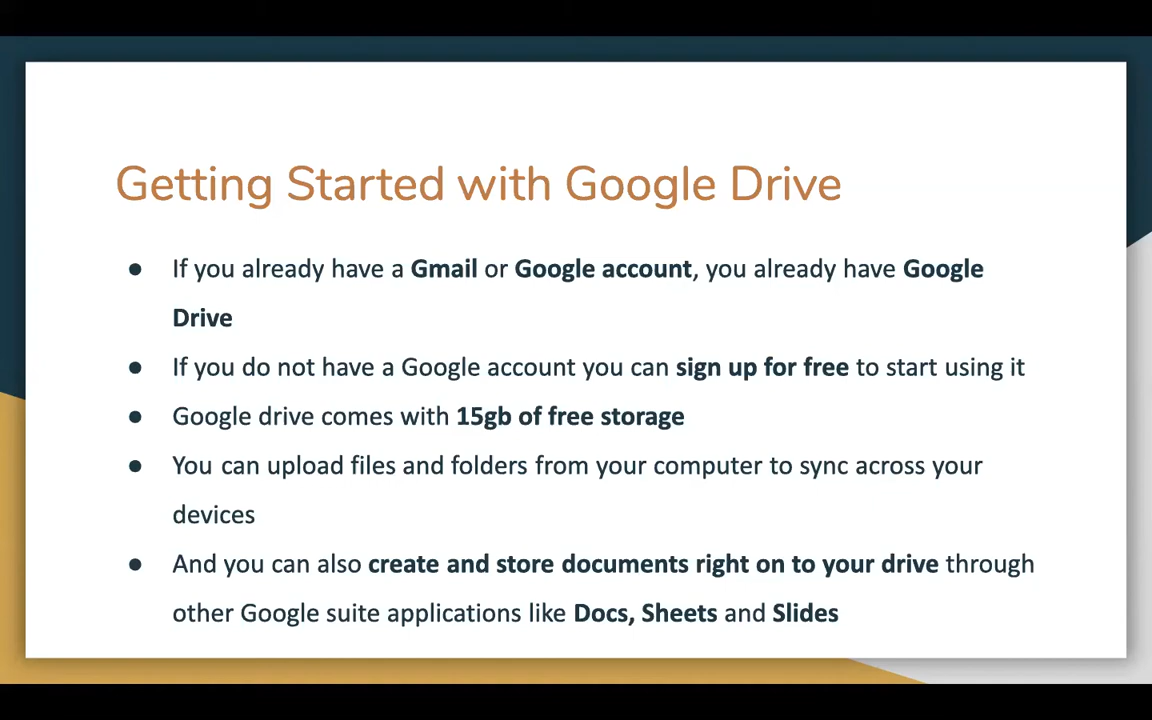 Getting Started with Google Drive
● If you already have a Gmail or Google account, you already have Google
Drive
● If you do not have a Google account you can sign up for free to start using it
● Google drive comes with 15gb of free storage
● You can upload files and folders from your computer to sync across your
devices
● And you can also create and store documents right on to your drive through
other Google suite applications like Docs, Sheets and Slides